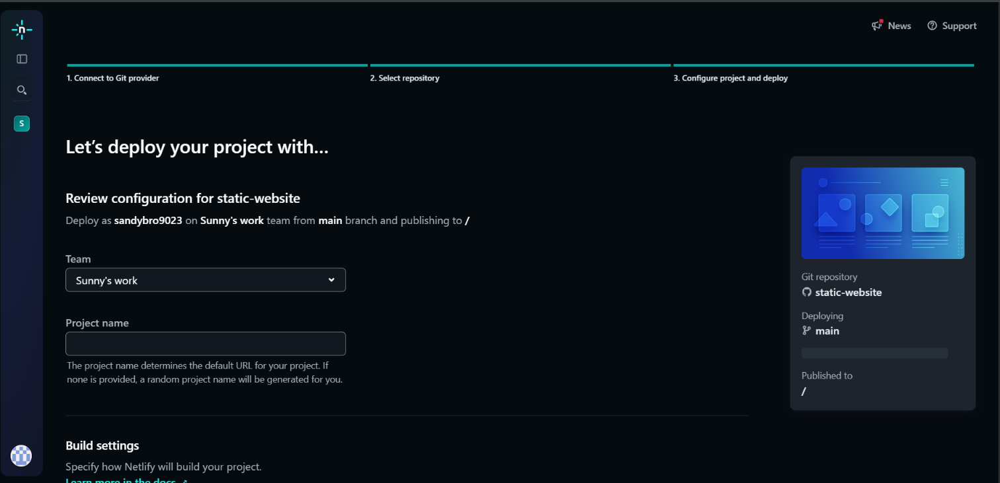 n
News
Support
1. Connect to Git provider
2. Select repository
3. Configure project and deploy
S
Let’s deploy your project with…
Review configuration for static-website
Deploy as sandybro9023 on Sunny's work team from main branch and publishing to /
Team
Sunny's work
Project name
The project name determines the default URL for your project. If
none is provided, a random project name will be generated for you.
Git repository
static-website
Deploying
main
Published to
/
Build settings
Specify how Netlify will build your project.
Learn more in the docs